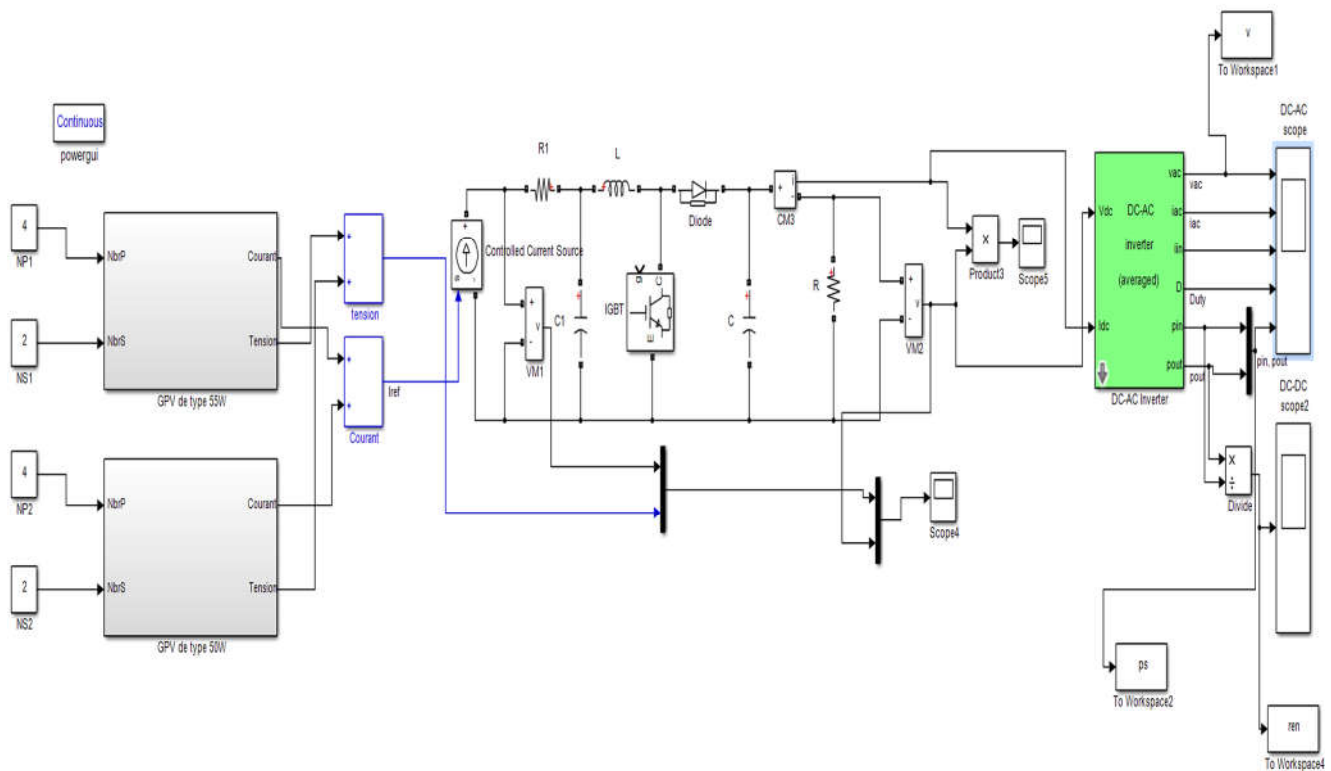 Continuous
powergui
4
NP1
2
NS1
NbrP
NbrS
Courant
Tension
GPV de type 55W
4
NP2
2
NS2
NbrP
NbrS
Courant
Tension
GPV de type 50W
+
+
tension
+
+
Courant
Iref
+
s
-
Controlled Current Source
R1
L
+
-
v
VM1
C1
IGBT
g
C
E
Diode
C
+
i
-
CM3
R
+
-
v
VM2
×
Product3
Scope5
Scope4
Vdc
Idc
DC-AC
inverter
(averaged)
vac
iac
iin
D
pin
pout
DC-AC Inverter
vac
iac
Duty
pout
pin, pout
v
To Workspace1
DC-AC
scope
DC-DC
scope2
×
÷
Divide
ps
To Workspace2
ren
To Workspace4